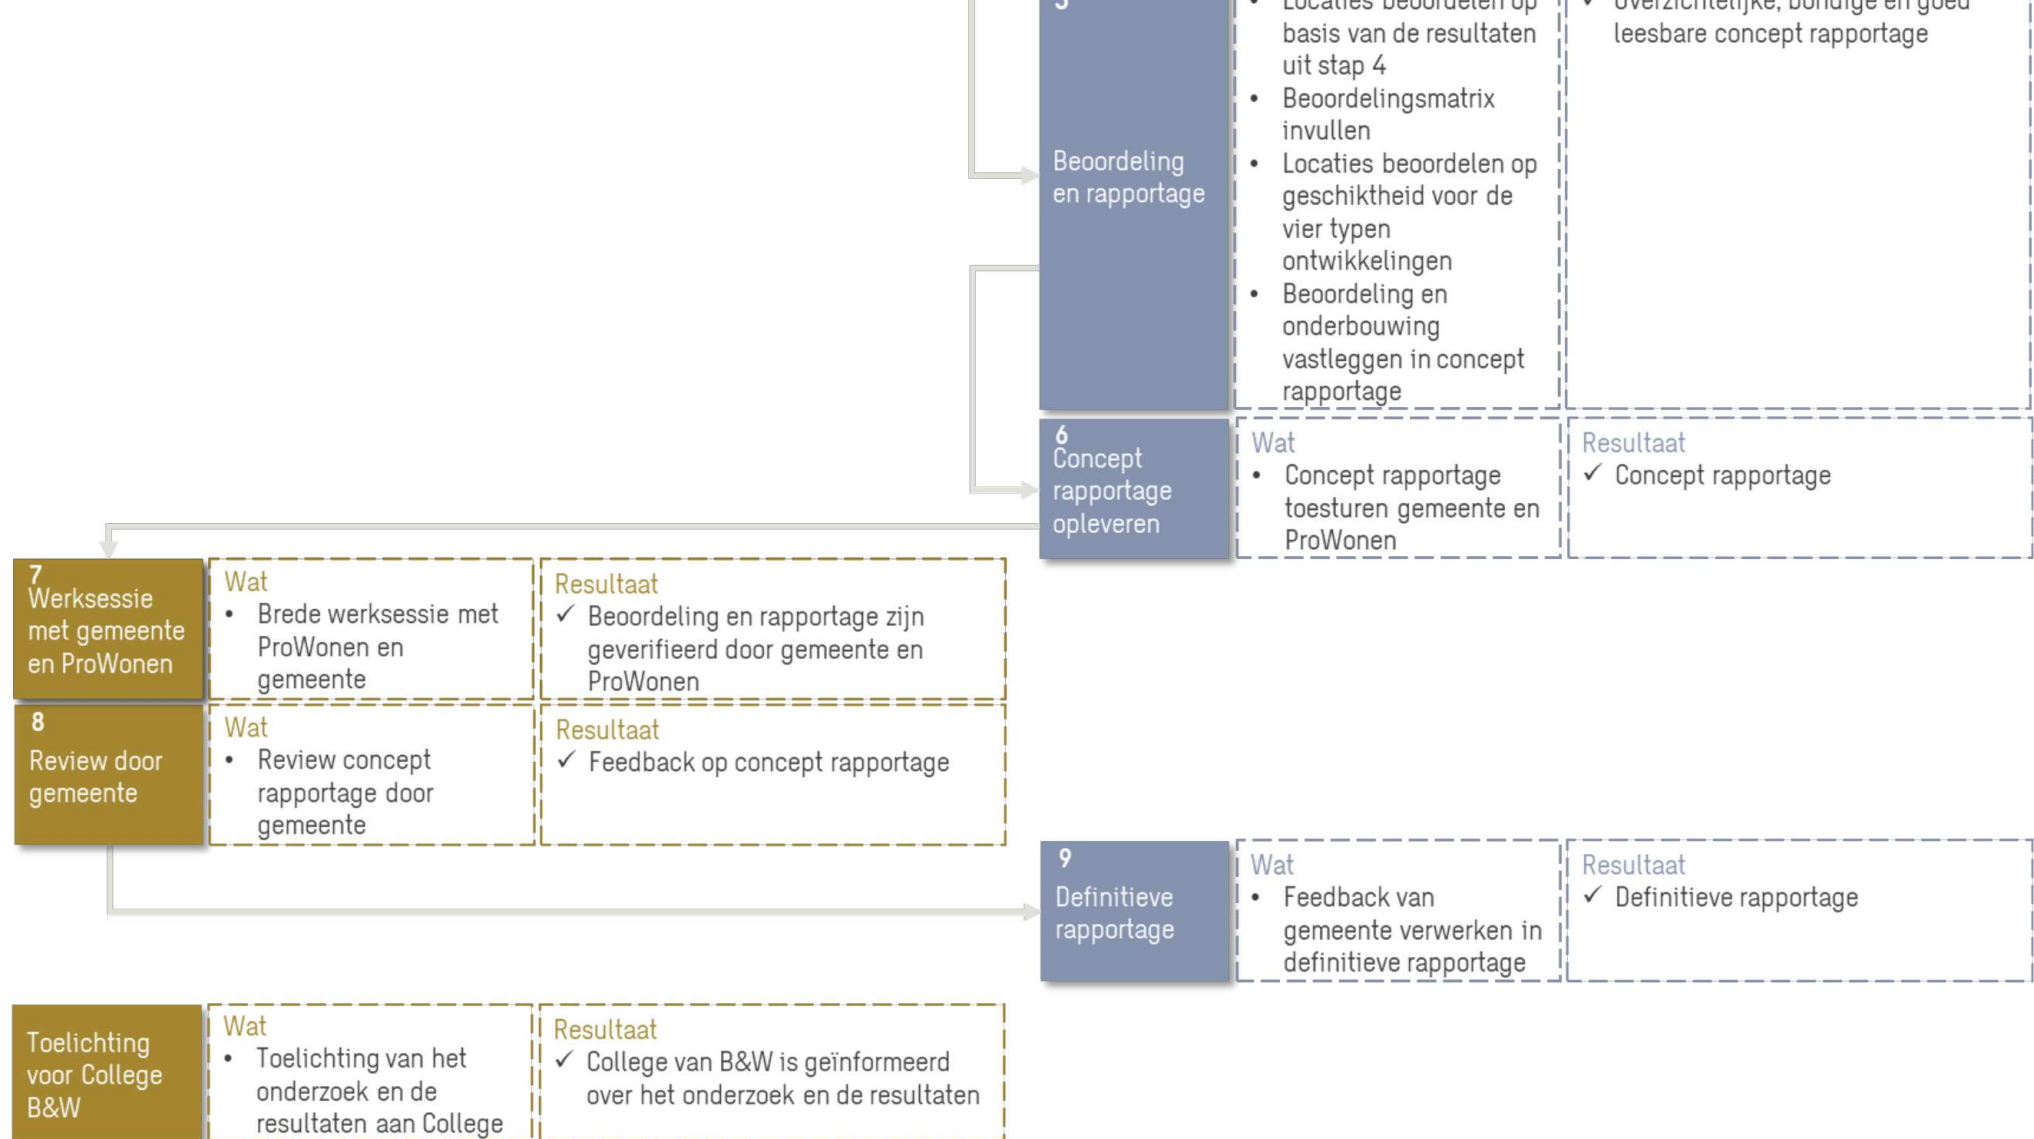 5
Beoordeling
en rapportage
• Locaties beoordelen op
basis van de resultaten
uit stap 4
• Beoordelingsmatrix
invullen
• Locaties beoordelen op
geschiktheid voor de
vier typen
ontwikkelingen
• Beoordeling en
onderbouwing
vastleggen in concept
rapportage
✓ overzichtelijke, bondige en goed
leesbare concept rapportage
6
Concept
rapportage
opleveren
Wat
• Concept rapportage
toesturen gemeente en
ProWonen
Resultaat
✓ Concept rapportage
7
Werksessie
met gemeente
en ProWonen
Wat
• Brede werksessie met
ProWonen en
gemeente
Resultaat
✓ Beoordeling en rapportage zijn
geverifieerd door gemeente en
ProWonen
8
Review door
gemeente
Wat
• Review concept
rapportage door
gemeente
Resultaat
✓ Feedback op concept rapportage
9
Definitieve
rapportage
Wat
• Feedback van
gemeente verwerken in
definitieve rapportage
Resultaat
✓ Definitieve rapportage
Toelichting
voor College
B&W
Wat
• Toelichting van het
onderzoek en de
resultaten aan College
Resultaat
✓ College van B&W is geïnformeerd
over het onderzoek en de resultaten